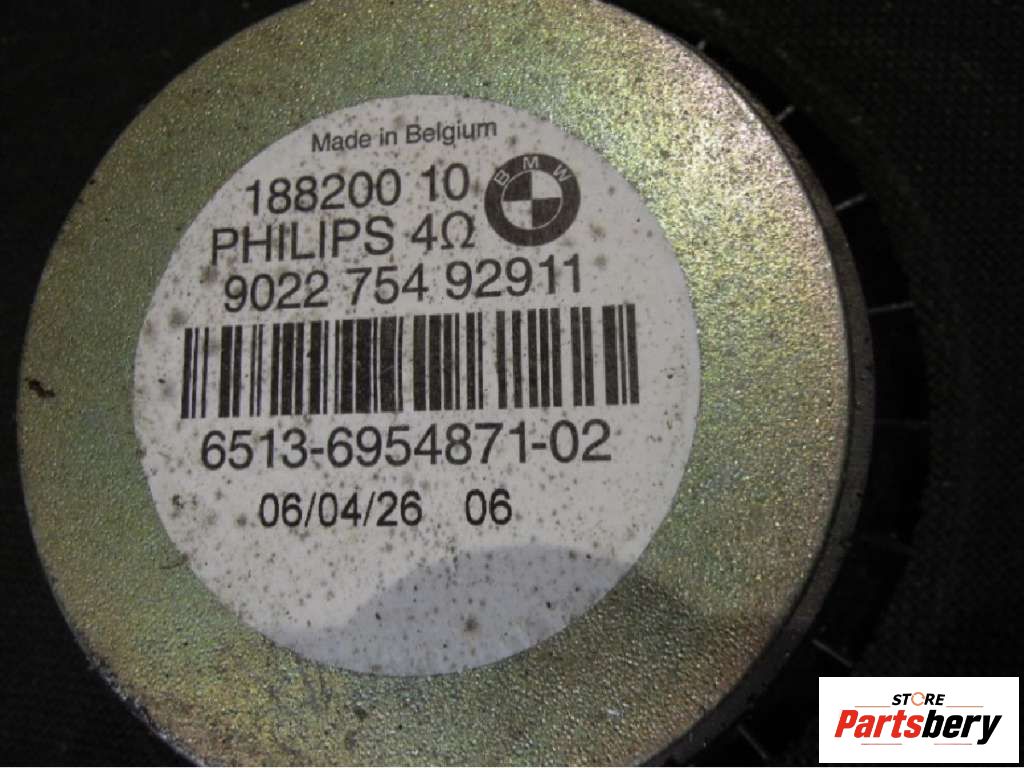 Made in Belgium
188200 10
BMW
PHILIPS 4Ω
9022 754 92911
6513-6954871-02
06/04/26 06
STORE
Partsbery